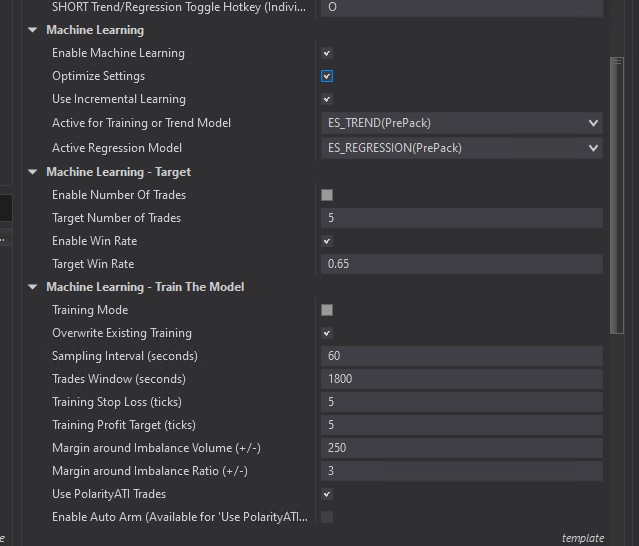 SHORT Trend/Regression Toggle Hotkey (Indivi... O
Machine Learning
Enable Machine Learning
Optimize Settings
Use Incremental Learning
Active for Training or Trend Model ES_TREND(PrePack)
Active Regression Model ES_REGRESSION(PrePack)
Machine Learning - Target
Enable Number Of Trades
Target Number of Trades 5
Enable Win Rate
Target Win Rate 0.65
Machine Learning - Train The Model
Training Mode
Overwrite Existing Training
Sampling Interval (seconds) 60
Trades Window (seconds) 1800
Training Stop Loss (ticks) 5
Training Profit Target (ticks) 5
Margin around Imbalance Volume (+/-) 250
Margin around Imbalance Ratio (+/-) 3
Use PolarityATI Trades
Enable Auto Arm (Available for 'Use PolarityATI...
template